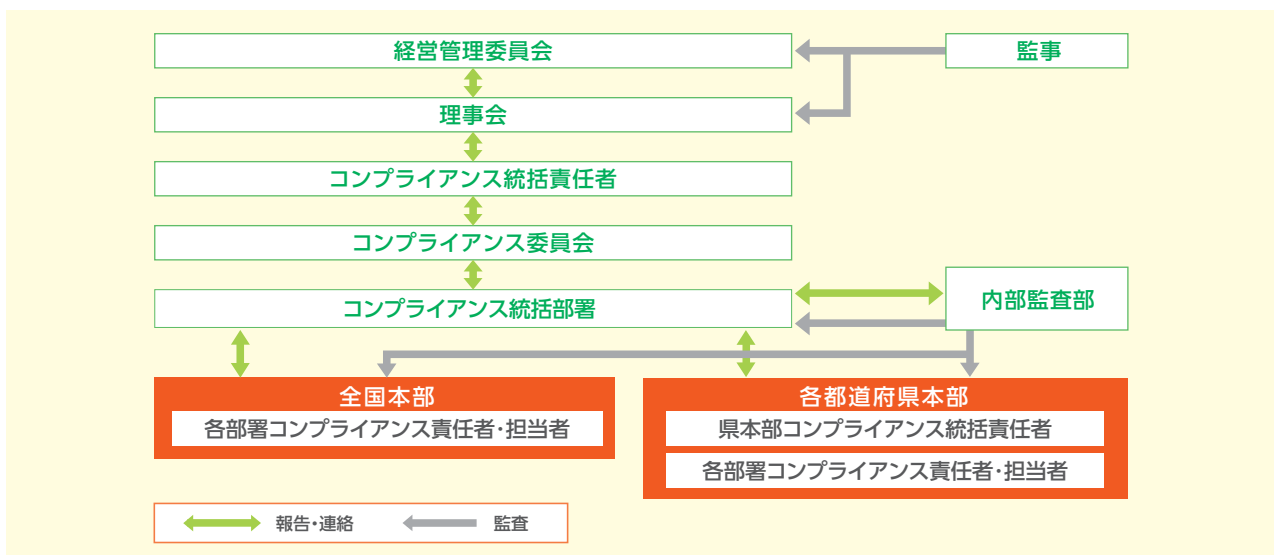 経営管理委員会
監事
理事会
コンプライアンス統括責任者
コンプライアンス委員会
コンプライアンス統括部署
内部監査部
全国本部
各部署コンプライアンス責任者・担当者
各都道府県本部
県本部コンプライアンス統括責任者
各部署コンプライアンス責任者・担当者
報告・連絡
監査